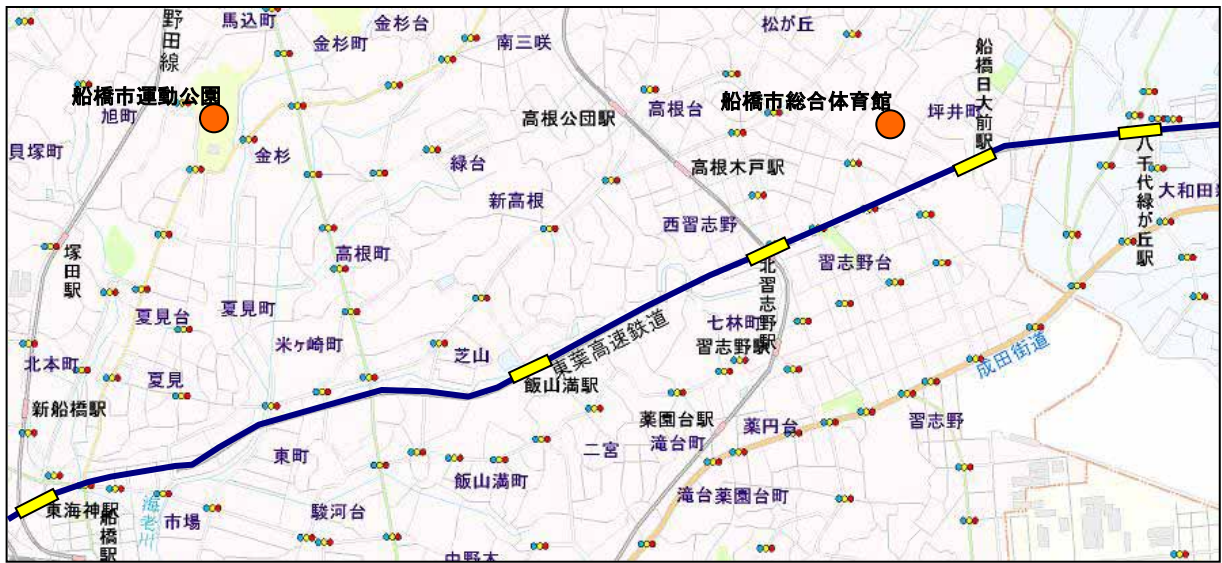 野田線
馬込町
金杉台
金杉町
南三咲
松が丘
船橋日大前駅
船橋市運動公園
旭町
高根公団駅
高根台
船橋市総合体育館
坪井町
貝塚町
金杉
緑台
高根木戸駅
八千代緑が丘駅
大和田
新高根
西習志野
塚田駅
高根町
北習志野駅
習志野台
夏見台
夏見町
米ヶ崎町
芝山
東葉高速鉄道
七林町
習志野駅
成田街道
北本町
夏見
飯山満駅
新船橋駅
薬園台駅
薬円台
習志野
東町
二宮
滝台町
飯山満町
滝台薬園台町
東海神駅
船橋駅
海老川
市場
駿河台
中野木